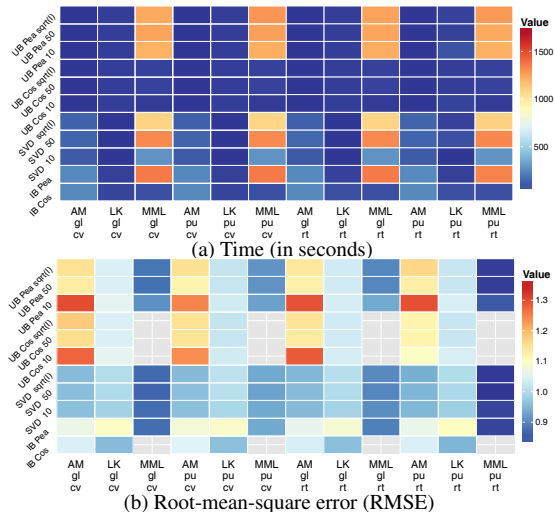 UB Pea sqrt(l)
UB Pea 50
UB Pea 10
UB Cos sqrt(l)
UB Cos 50
UB Cos 10
SVD sqrt(l)
SVD 50
SVD 10
IB Pea
IB Cos
Value
1500
1000
500
AM LK MML AM LK MML AM LK MML AM LK MML
gl gl gl pu pu pu gl gl gl pu pu pu
cv cv cv cv cv cv rt rt rt rt rt rt
(a) Time (in seconds)
UB Pea sqrt(l)
UB Pea 50
UB Pea 10
UB Cos sqrt(l)
UB Cos 50
UB Cos 10
SVD sqrt(l)
SVD 50
SVD 10
IB Pea
IB Cos
Value
1.3
1.2
1.1
1.0
0.9
AM LK MML AM LK MML AM LK MML AM LK MML
gl gl gl pu pu pu gl gl gl pu pu pu
cv cv cv cv cv cv rt rt rt rt rt rt
(b) Root-mean-square error (RMSE)